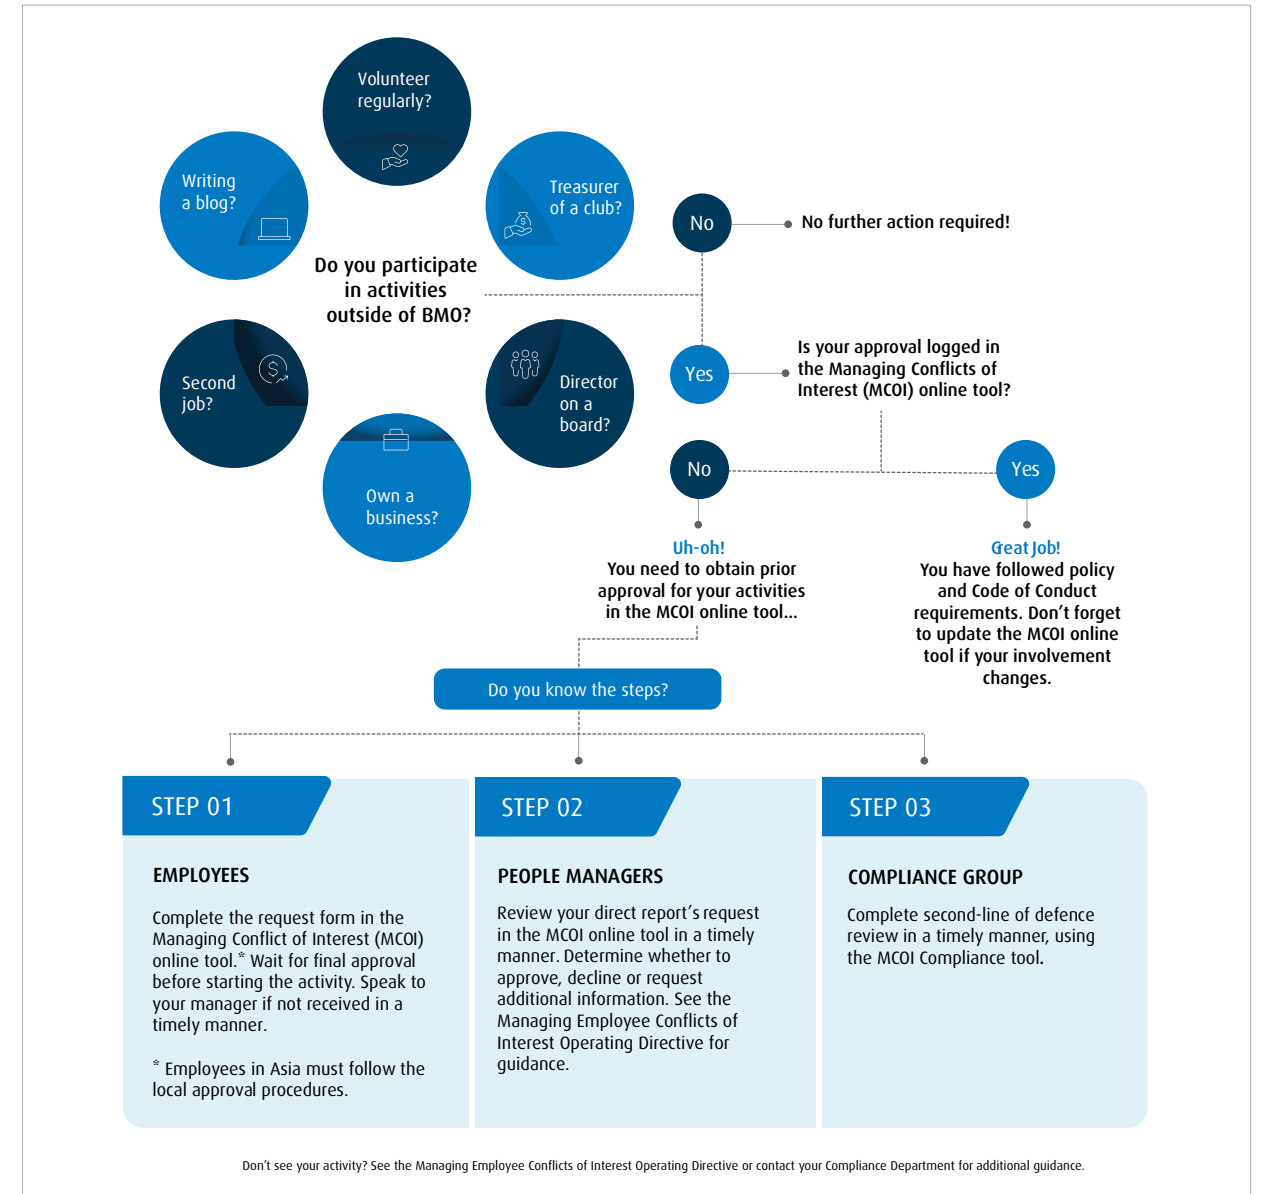 Volunteer
regularly?
Writing
a blog?
Treasurer
of a club?
Do you participate
in activities
outside of BMO?
Second
job?
Director
on a
board?
Own a
business?
No
No further action required!
Yes
Is your approval logged in
the Managing Conflicts of
Interest (MCOI) online tool?
No
Yes
Uh-oh!
You need to obtain prior
approval for your activities
in the MCOI online tool...
Great Job!
You have followed policy
and Code of Conduct
requirements. Don't forget
to update the MCOI online
tool if your involvement
changes.
Do you know the steps?
STEP 01
EMPLOYEES
Complete the request form in the
Managing Conflict of Interest (MCOI)
online tool.* Wait for final approval
before starting the activity. Speak to
your manager if not received in a
timely manner.
* Employees in Asia must follow the
local approval procedures.
STEP 02
PEOPLE MANAGERS
Review your direct report's request
in the MCOI online tool in a timely
manner. Determine whether to
approve, decline or request
additional information. See the
Managing Employee Conflicts of
Interest Operating Directive for
guidance.
STEP 03
COMPLIANCE GROUP
Complete second-line of defence
review in a timely manner, using
the MCOI Compliance tool.
Don't see your activity? See the Managing Employee Conflicts of Interest Operating Directive or contact your Compliance Department for additional guidance.